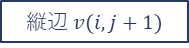 縦辺 v(i, j + 1)